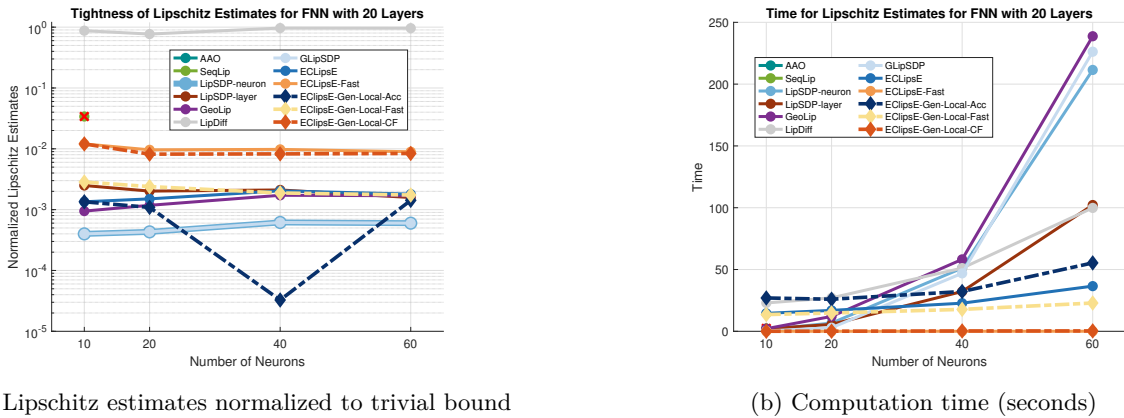 Tightness of Lipschitz Estimates for FNN with 20 Layers
10^0
10^-1
10^-2
10^-3
10^-4
10^-5
Normalized Lipschitz Estimates
AAO
SeqLip
LipSDP-neuron
LipSDP-layer
GeoLip
LipDiff
GLipSDP
ECLipsE
ECLipsE-Fast
EClipsE-Gen-Local-Acc
EClipsE-Gen-Local-Fast
EClipsE-Gen-Local-CF
10 20 40 60
Number of Neurons
Lipschitz estimates normalized to trivial bound
Time for Lipschitz Estimates for FNN with 20 Layers
250
200
150
100
50
0
Time
AAO
SeqLip
LipSDP-neuron
LipSDP-layer
GeoLip
LipDiff
GLipSDP
ECLipsE
ECLipsE-Fast
EClipsE-Gen-Local-Acc
EClipsE-Gen-Local-Fast
EClipsE-Gen-Local-CF
10 20 40 60
Number of Neurons
(b) Computation time (seconds)